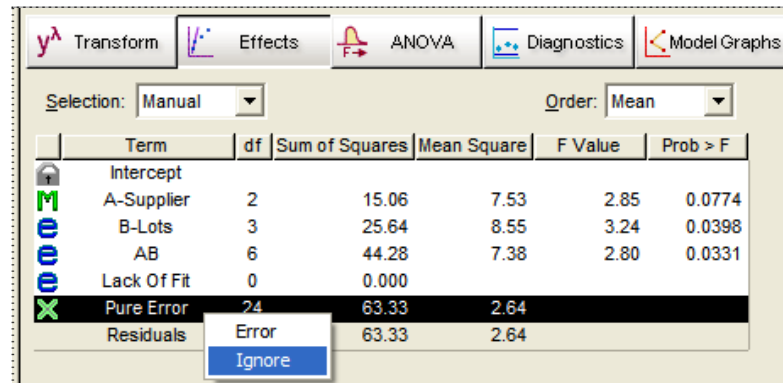 yλ Transform Effects F ANOVA Diagnostics Model Graphs
Selection: Manual Order: Mean
Term df Sum of Squares Mean Square F Value Prob > F
Intercept
M A-Supplier 2 15.06 7.53 2.85 0.0774
e B-Lots 3 25.64 8.55 3.24 0.0398
e AB 6 44.28 7.38 2.80 0.0331
e Lack Of Fit 0 0.000
Pure Error 24 63.33 2.64
Residuals 63.33 2.64
Error
Ignore